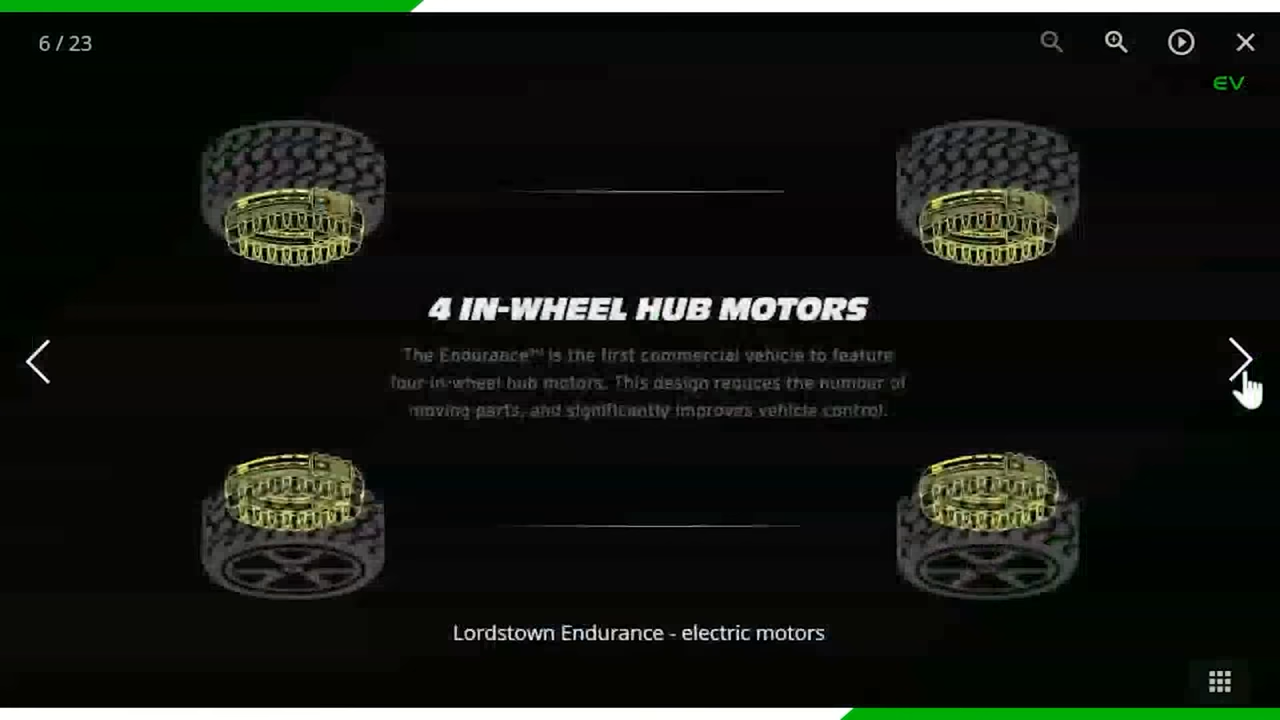 6 / 23
EV
4 IN-WHEEL HUB MOTORS
The Endurance™ is the first commercial vehicle to feature
four in-wheel hub motors. This design reduces the number of
moving parts, and significantly improves vehicle control.
Lordstown Endurance - electric motors